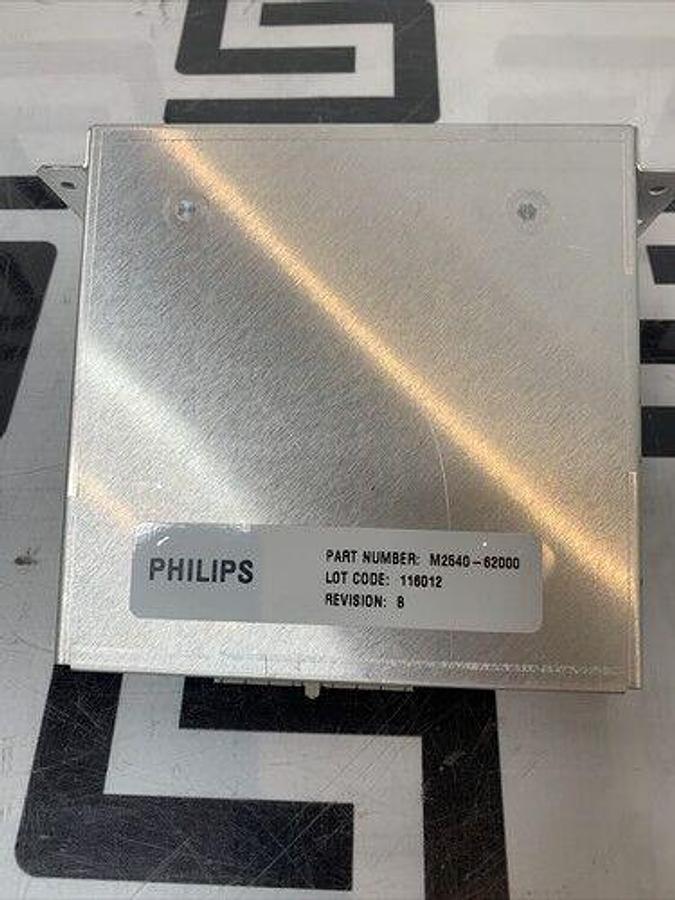 PHILIPS
PART NUMBER: M2540-62000
LOT CODE: 116012
REVISION: B